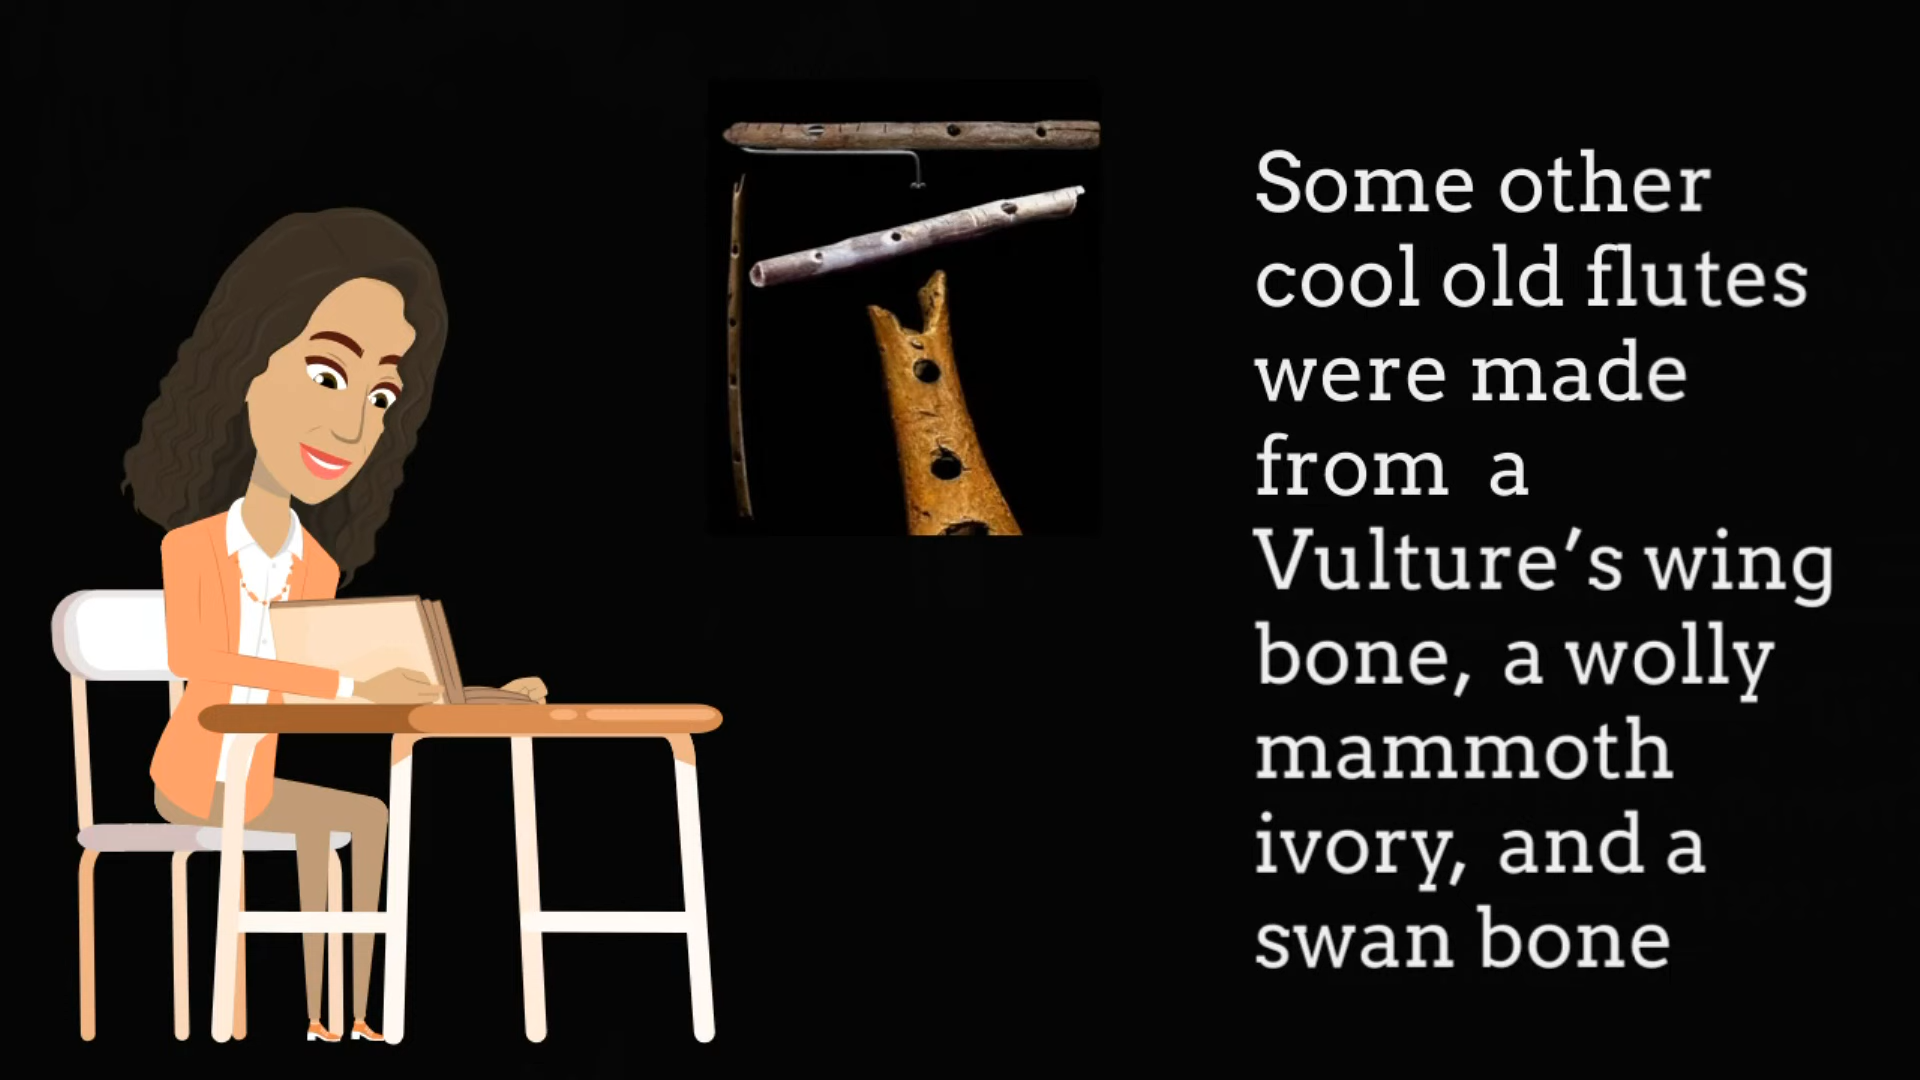 Some other
cool old flutes
were made
from a
Vulture’s wing
bone, a wolly
mammoth
ivory, and a
swan bone